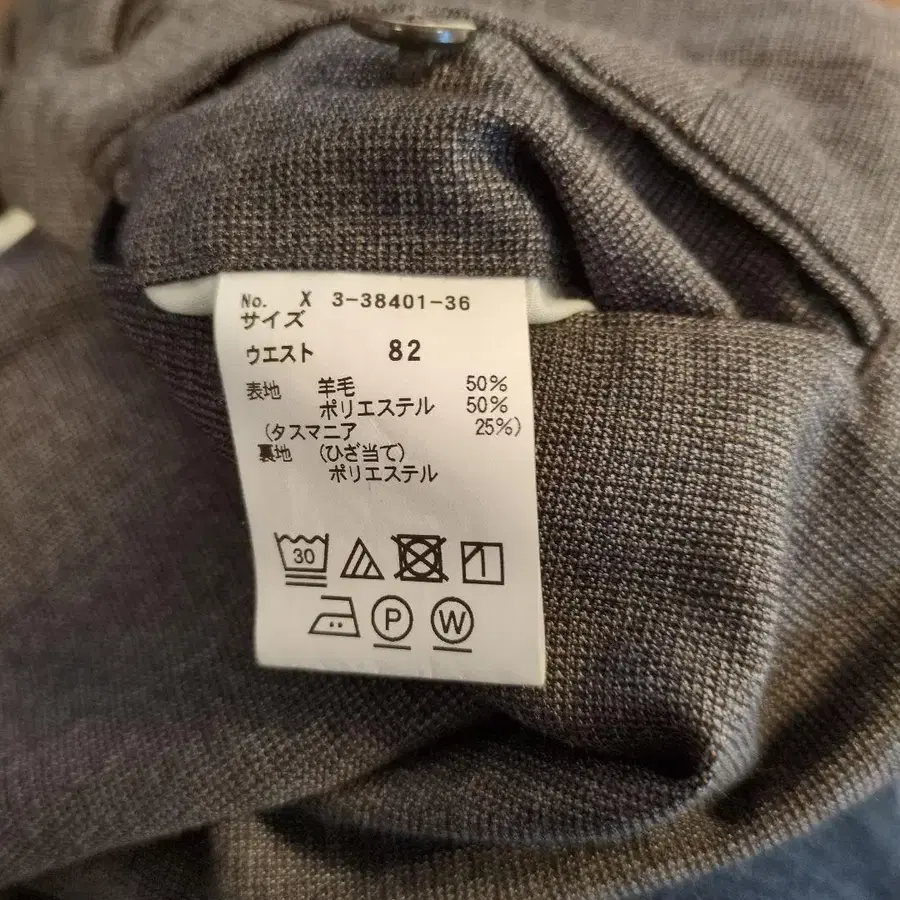 No. X 3-38401-36
サイズ
ウエスト 82
表地 羊毛 50%
ポリエステル 50%
(タスマニア 25%)
裏地 (ひざ当て)
ポリエステル
30
P W